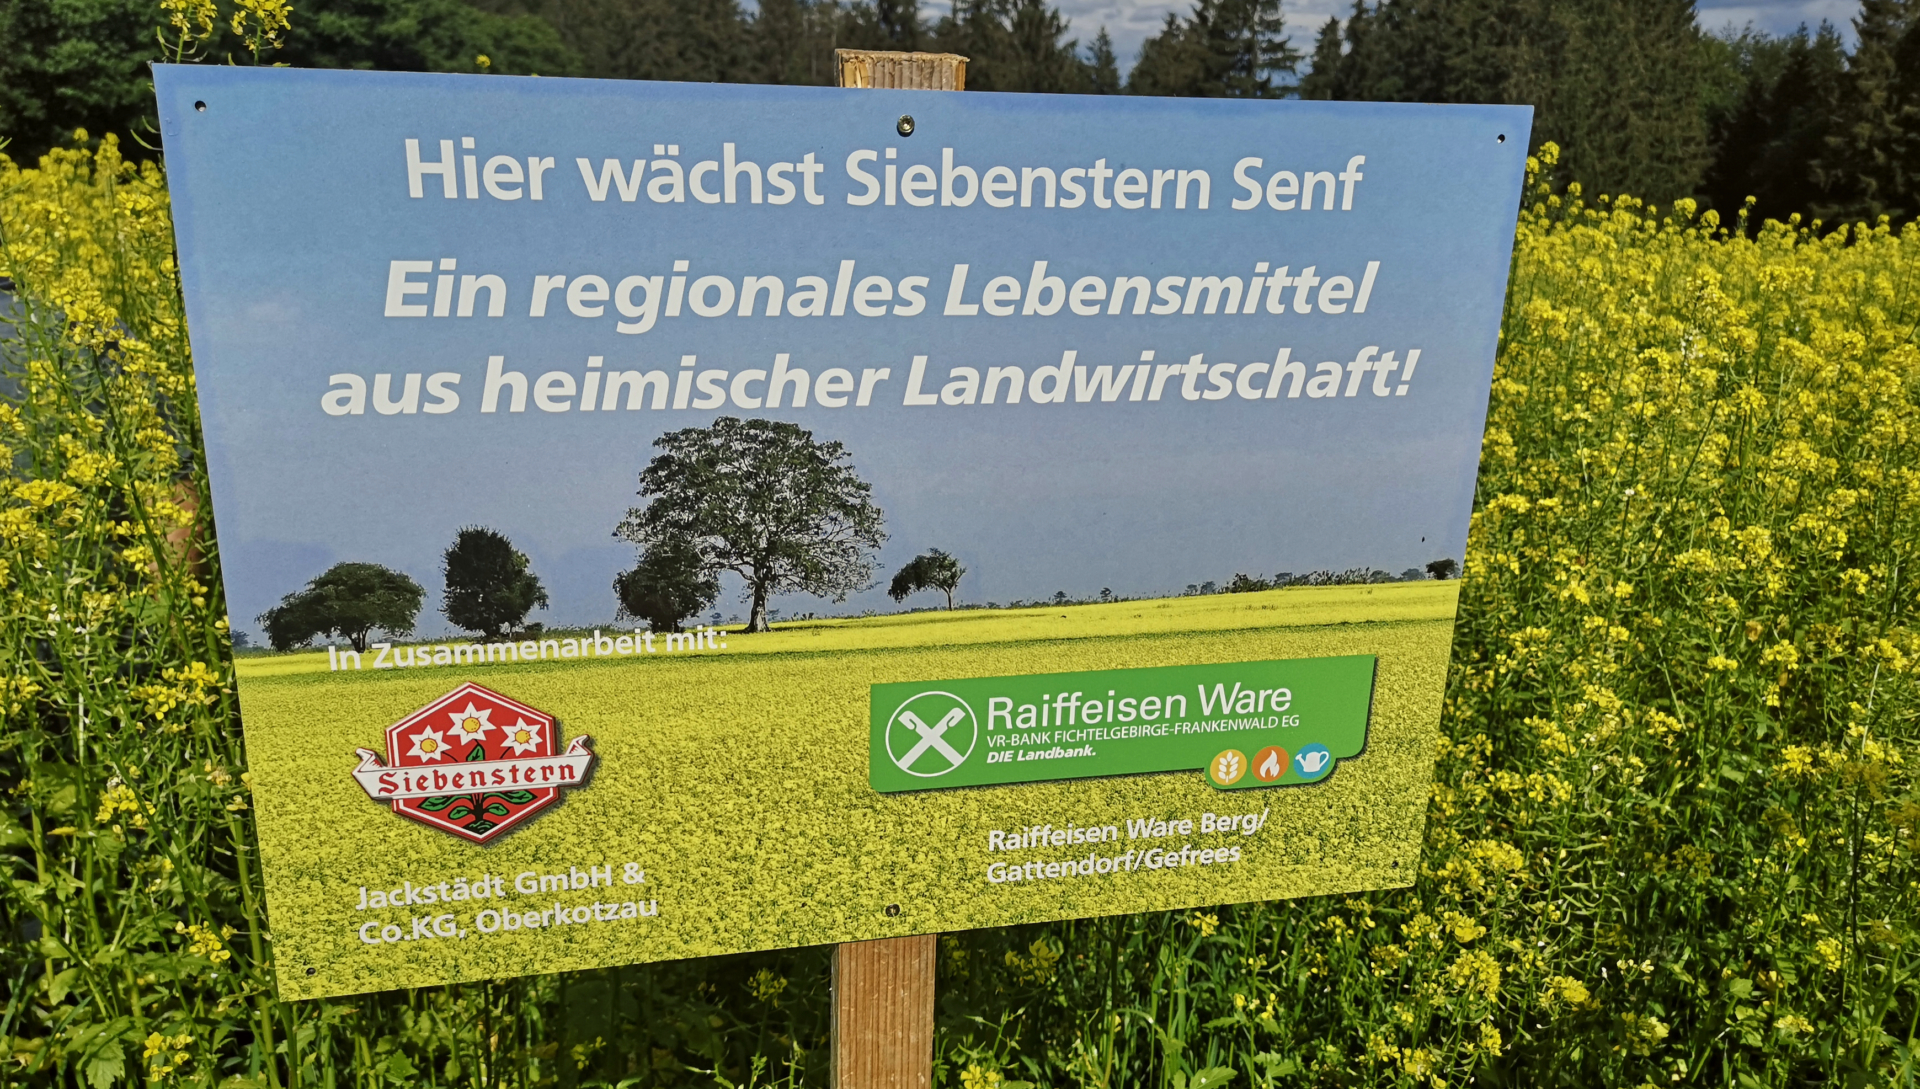 Hier wächst Siebenstern Senf
Ein regionales Lebensmittel
aus heimischer Landwirtschaft!
In Zusammenarbeit mit:
Siebenstern
Jackstädt GmbH &
Co.KG, Oberkotzau
Raiffeisen Ware
VR-BANK FICHTELGEBIRGE-FRANKENWALD EG
DIE Landbank.
Raiffeisen Ware Berg/
Gattendorf/Gefrees